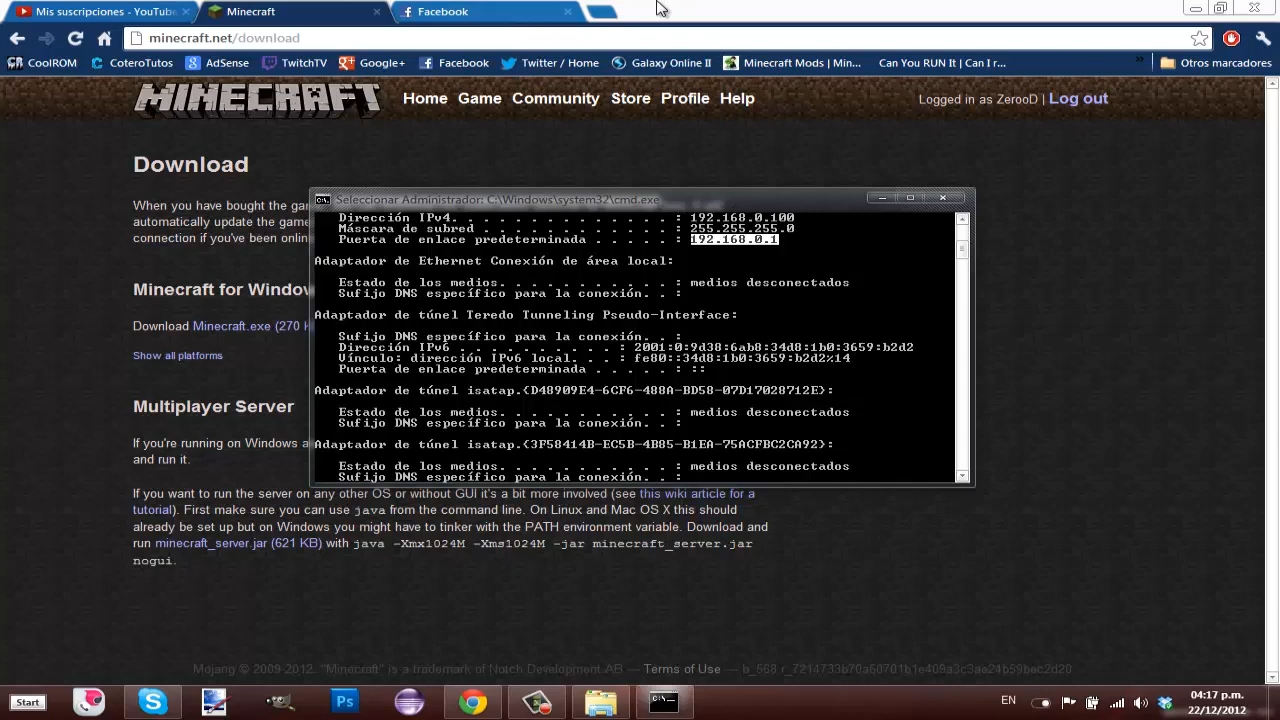 Mis suscripciones - YouTube
Minecraft
Facebook
minecraft.net/download
CoolROM
CoteroTutos
AdSense
TwitchTV
Google+
Facebook
Twitter / Home
Galaxy Online II
Minecraft Mods | Min...
Can You RUN It | Can I r...
Otros marcadores
MINECRAFT
Home Game Community Store Profile Help
Logged in as ZerooD | Log out
Download
When you have bought the ga
automatically update the game
connection if you've been onlin
Minecraft for Window
Download Minecraft.exe (270 K
Show all platforms
Multiplayer Server
If you're running on Windows a
and run it.
If you want to run the server on any other OS or without GUI it's a bit more involved (see this wiki article for a
tutorial). First make sure you can use java from the command line. On Linux and Mac OS X this should
already be set up but on Windows you might have to tinker with the PATH environment variable. Download and
run minecraft_server.jar (621 KB) with java -Xmx1024M -Xms1024M -jar minecraft_server.jar
nogui.
Seleccionar Administrador: C:\Windows\system32\cmd.exe
Dirección IPv4. . . . . . . . . . . . . . : 192.168.0.100
Máscara de subred . . . . . . . . . . . . : 255.255.255.0
Puerta de enlace predeterminada . . . . . : 192.168.0.1
Adaptador de Ethernet Conexión de área local:
Estado de los medios. . . . . . . . . . . : medios desconectados
Sufijo DNS específico para la conexión. . :
Adaptador de túnel Teredo Tunneling Pseudo-Interface:
Sufijo DNS específico para la conexión. . :
Dirección IPv6 . . . . . . . . . . : 2001:0:9d38:6ab8:34d8:1b0:3659:b2d2
Vínculo: dirección IPv6 local. . . : fe80::34d8:1b0:3659:b2d2%14
Puerta de enlace predeterminada . . . . . : ::
Adaptador de túnel isatap.{D48909E4-6CF6-488A-BD58-07D17028712E}:
Estado de los medios. . . . . . . . . . . : medios desconectados
Sufijo DNS específico para la conexión. . :
Adaptador de túnel isatap.{3F58414B-EC5B-4B85-B1EA-75ACFBC2CA92}:
Estado de los medios. . . . . . . . . . . : medios desconectados
Sufijo DNS específico para la conexión. . :
Mojang © 2009-2012. "Minecraft" is a trademark of Notch Development AB — Terms of Use — b_568 r_7214733b70a50701b1e409a3c3ae24b59bec2d20
Start
Ps
EN
04:17 p.m.
22/12/2012